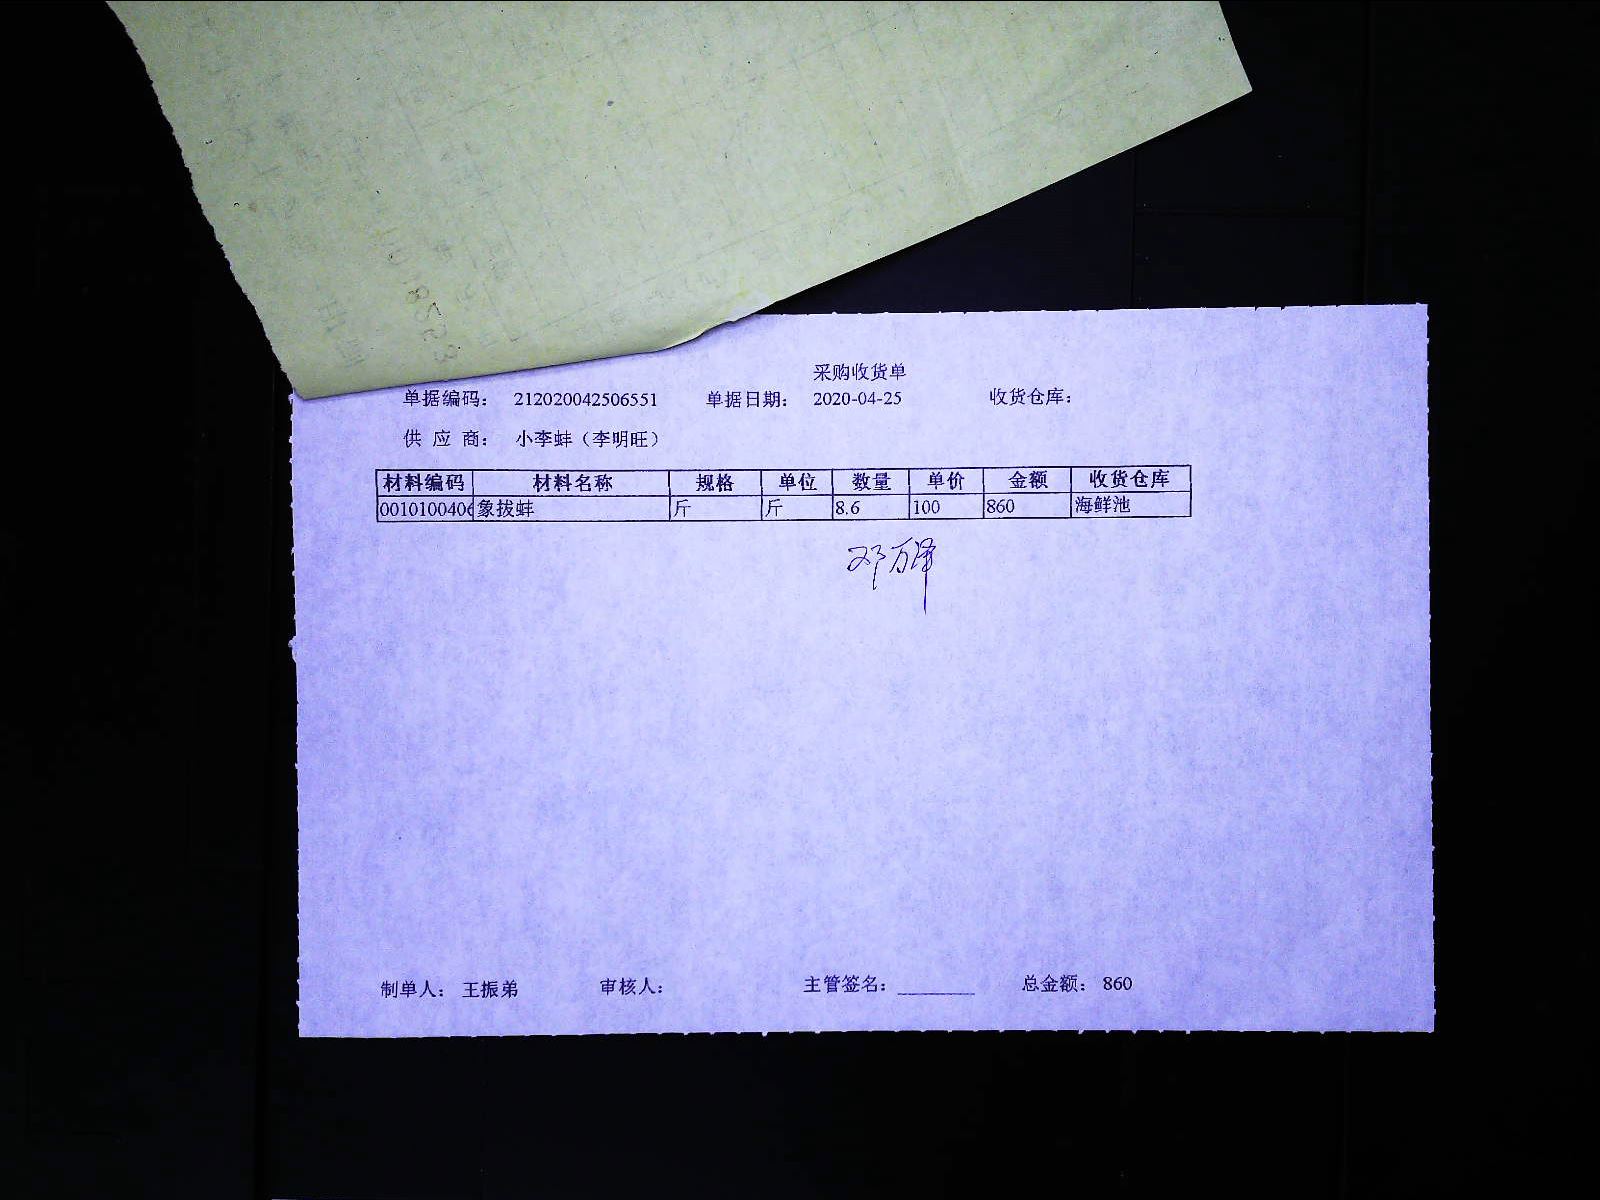 采购收货单
单据编码： 212020042506551 单据日期： 2020-04-25 收货仓库：
供 应 商： 小李蚌（李明旺）
材料编码 材料名称 规格 单位 数量 单价 金额 收货仓库
0010100406 象拔蚌 斤 斤 8.6 100 860 海鲜池
邓万泽
制单人： 王振弟 审核人： 主管签名： 总金额： 860